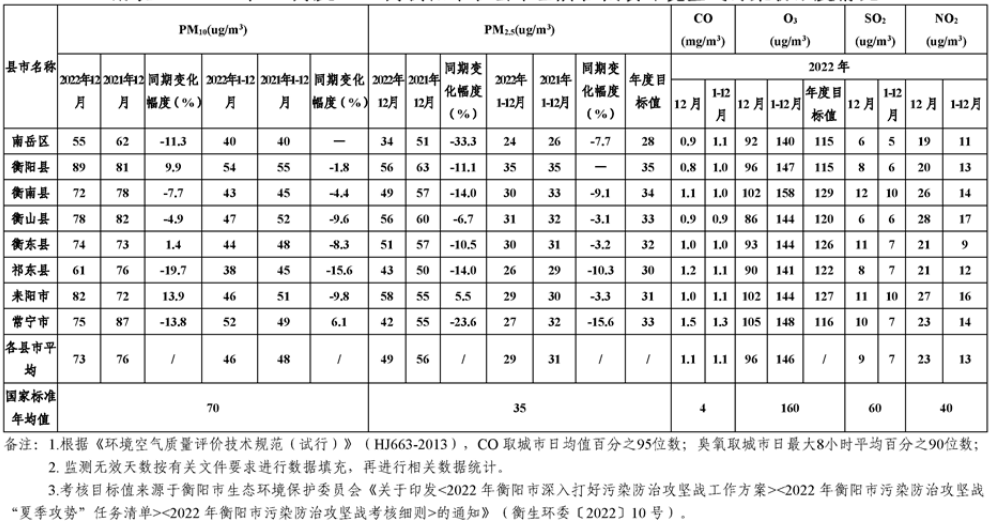 县市名称 PM₁₀(ug/m³) PM₂.₅(ug/m³) CO (mg/m³) O₃ (ug/m³) SO₂ (ug/m³) NO₂ (ug/m³)
2022年12月 2021年12月 同期变化幅度（%） 2022年1-12月 2021年1-12月 同期变化幅度（%） 2022年12月 2021年12月 同期变化幅度（%） 2022年1-12月 2021年1-12月 同期变化幅度（%） 年度目标值 2022年
12月 1-12月 12月 1-12月 年度目标值 12月 1-12月 12月 1-12月
南岳区 55 62 -11.3 40 40 — 34 51 -33.3 24 26 -7.7 28 0.9 1.1 92 140 115 6 5 19 11
衡阳县 89 81 9.9 54 55 -1.8 56 63 -11.1 35 35 — 35 0.8 1.0 96 147 115 8 6 20 13
衡南县 72 78 -7.7 43 45 -4.4 49 57 -14.0 30 33 -9.1 34 1.1 1.0 102 158 129 12 10 26 14
衡山县 78 82 -4.9 47 52 -9.6 56 60 -6.7 31 32 -3.1 33 0.9 0.9 86 144 120 6 6 28 17
衡东县 74 73 1.4 44 48 -8.3 51 57 -10.5 30 31 -3.2 32 1.0 1.0 93 144 126 11 7 21 9
祁东县 61 76 -19.7 38 45 -15.6 43 50 -14.0 26 29 -10.3 30 1.2 1.1 90 141 122 8 7 21 12
耒阳市 82 72 13.9 46 51 -9.8 58 55 5.5 29 30 -3.3 31 1.0 1.1 102 144 127 11 10 27 16
常宁市 75 87 -13.8 52 49 6.1 42 55 -23.6 27 32 -15.6 33 1.5 1.3 105 148 116 10 7 23 14
各县市平均 73 76 / 46 48 / 49 56 / 29 31 / / 1.1 1.1 96 146 / 9 7 23 13
国家标准年均值 70 35 4 160 60 40
备注：1.根据《环境空气质量评价技术规范（试行）》（HJ663-2013），CO 取城市日均值百分之95位数；臭氧取城市日最大8小时平均百分之90位数；
2. 监测无效天数按有关文件要求进行数据填充，再进行相关数据统计。
3.考核目标值来源于衡阳市生态环境保护委员会《关于印发<2022 年衡阳市深入打好污染防治攻坚战工作方案><2022 年衡阳市污染防治攻坚战
“夏季攻势”任务清单><2022 年衡阳市污染防治攻坚战考核细则>的通知》（衡生环委〔2022〕10 号）。